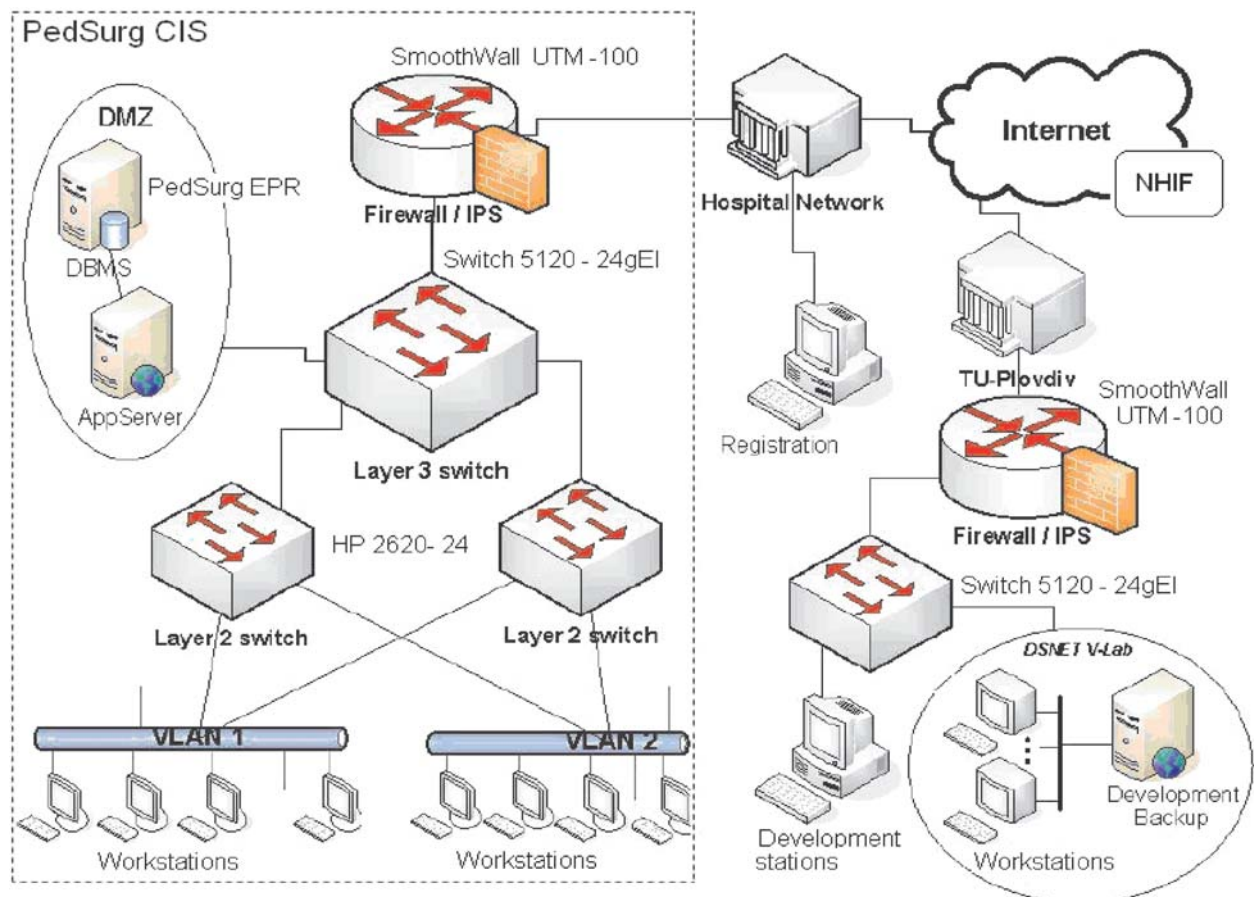 PedSurg CIS
SmoothWall UTM -100
DMZ
Internet
PedSurg EPR
NHIF
Firewall / IPS
Hospital Network
DBMS
Switch 5120 - 24gEI
AppServer
TU-Plovdiv
SmoothWall
UTM -100
Registration
Layer 3 switch
HP 2620- 24
Firewall / IPS
Switch 5120 - 24gEI
Layer 2 switch
Layer 2 switch
DSNET V-Lab
VLAN 1
VLAN 2
Development
Backup
Development
stations
Workstations
Workstations
Workstations